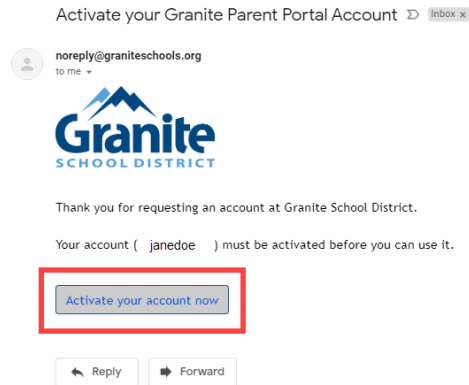 Activate your Granite Parent Portal Account Inbox x
noreply@graniteschools.org
to me
Granite
SCHOOL DISTRICT
Thank you for requesting an account at Granite School District.
Your account ( janedoe ) must be activated before you can use it.
Activate your account now
Reply Forward